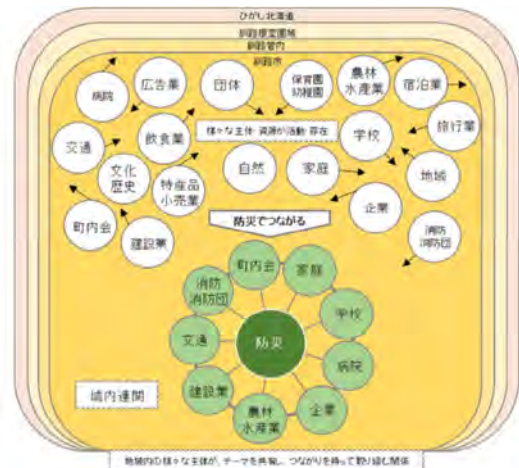 ひがし北海道
釧路根室圏域
釧路管内
釧路市
病院
広告業
団体
保育園
幼稚園
農林
水産業
宿泊業
交通
飲食業
様々な主体・資源が活動・存在
学校
旅行業
文化
歴史
特産品
小売業
自然
家庭
地域
町内会
建設業
企業
消防
消防団
防災でつながる
町内会
家庭
消防
消防団
学校
交通
防災
病院
建設業
企業
農林
水産業
域内連関
地域内の様々な主体が、テーマを共有し、つながりを持って取り組む関係